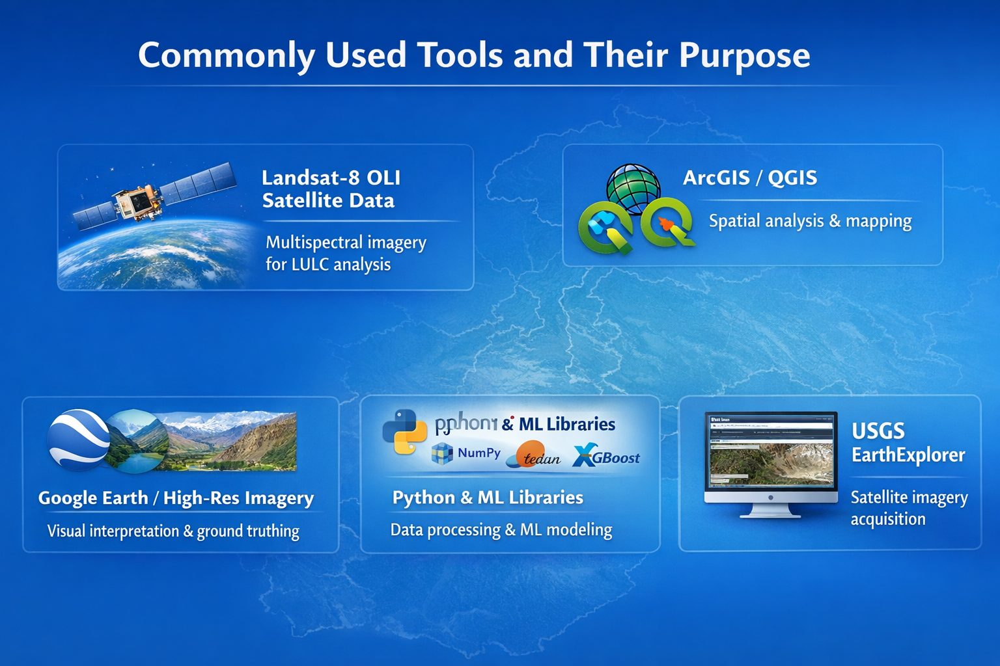 Commonly Used Tools and Their Purpose
Landsat-8 OLI
Satellite Data
Multispectral imagery
for LULC analysis
ArcGIS / QGIS
Spatial analysis & mapping
Google Earth / High-Res Imagery
Visual interpretation & ground truthing
& ML Libraries
NumPy
tedan
XGBoost
Python & ML Libraries
Data processing & ML modeling
USGS
EarthExplorer
Satellite imagery
acquisition